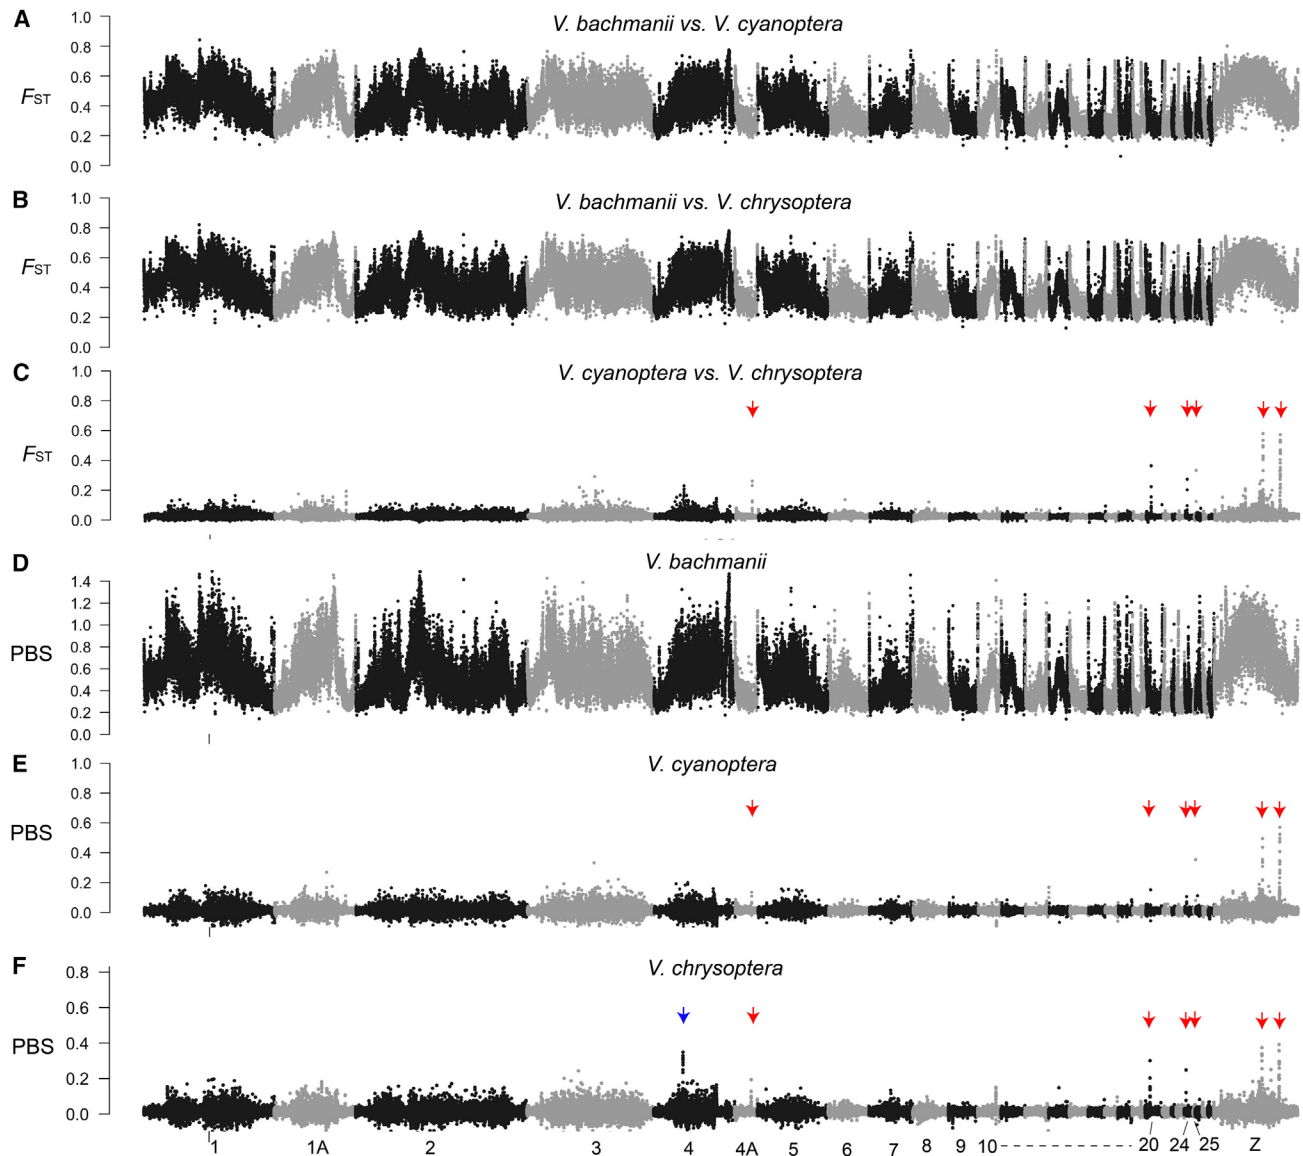 A
V. bachmanii vs. V. cyanoptera
1.0
0.8
0.6
FST
0.4
0.2
0.0
B
V. bachmanii vs. V. chrysoptera
1.0
0.8
0.6
FST
0.4
0.2
0.0
C
V. cyanoptera vs. V. chrysoptera
1.0
0.8
0.6
FST
0.4
0.2
0.0
D
V. bachmanii
1.4
1.2
1.0
PBS
0.8
0.6
0.4
0.2
0.0
E
V. cyanoptera
1.0
0.8
0.6
PBS
0.4
0.2
0.0
F
V. chrysoptera
0.8
0.6
0.4
PBS
0.2
0.0
1 1A 2 3 4 4A 5 6 7 8 9 10 20 24 25 Z